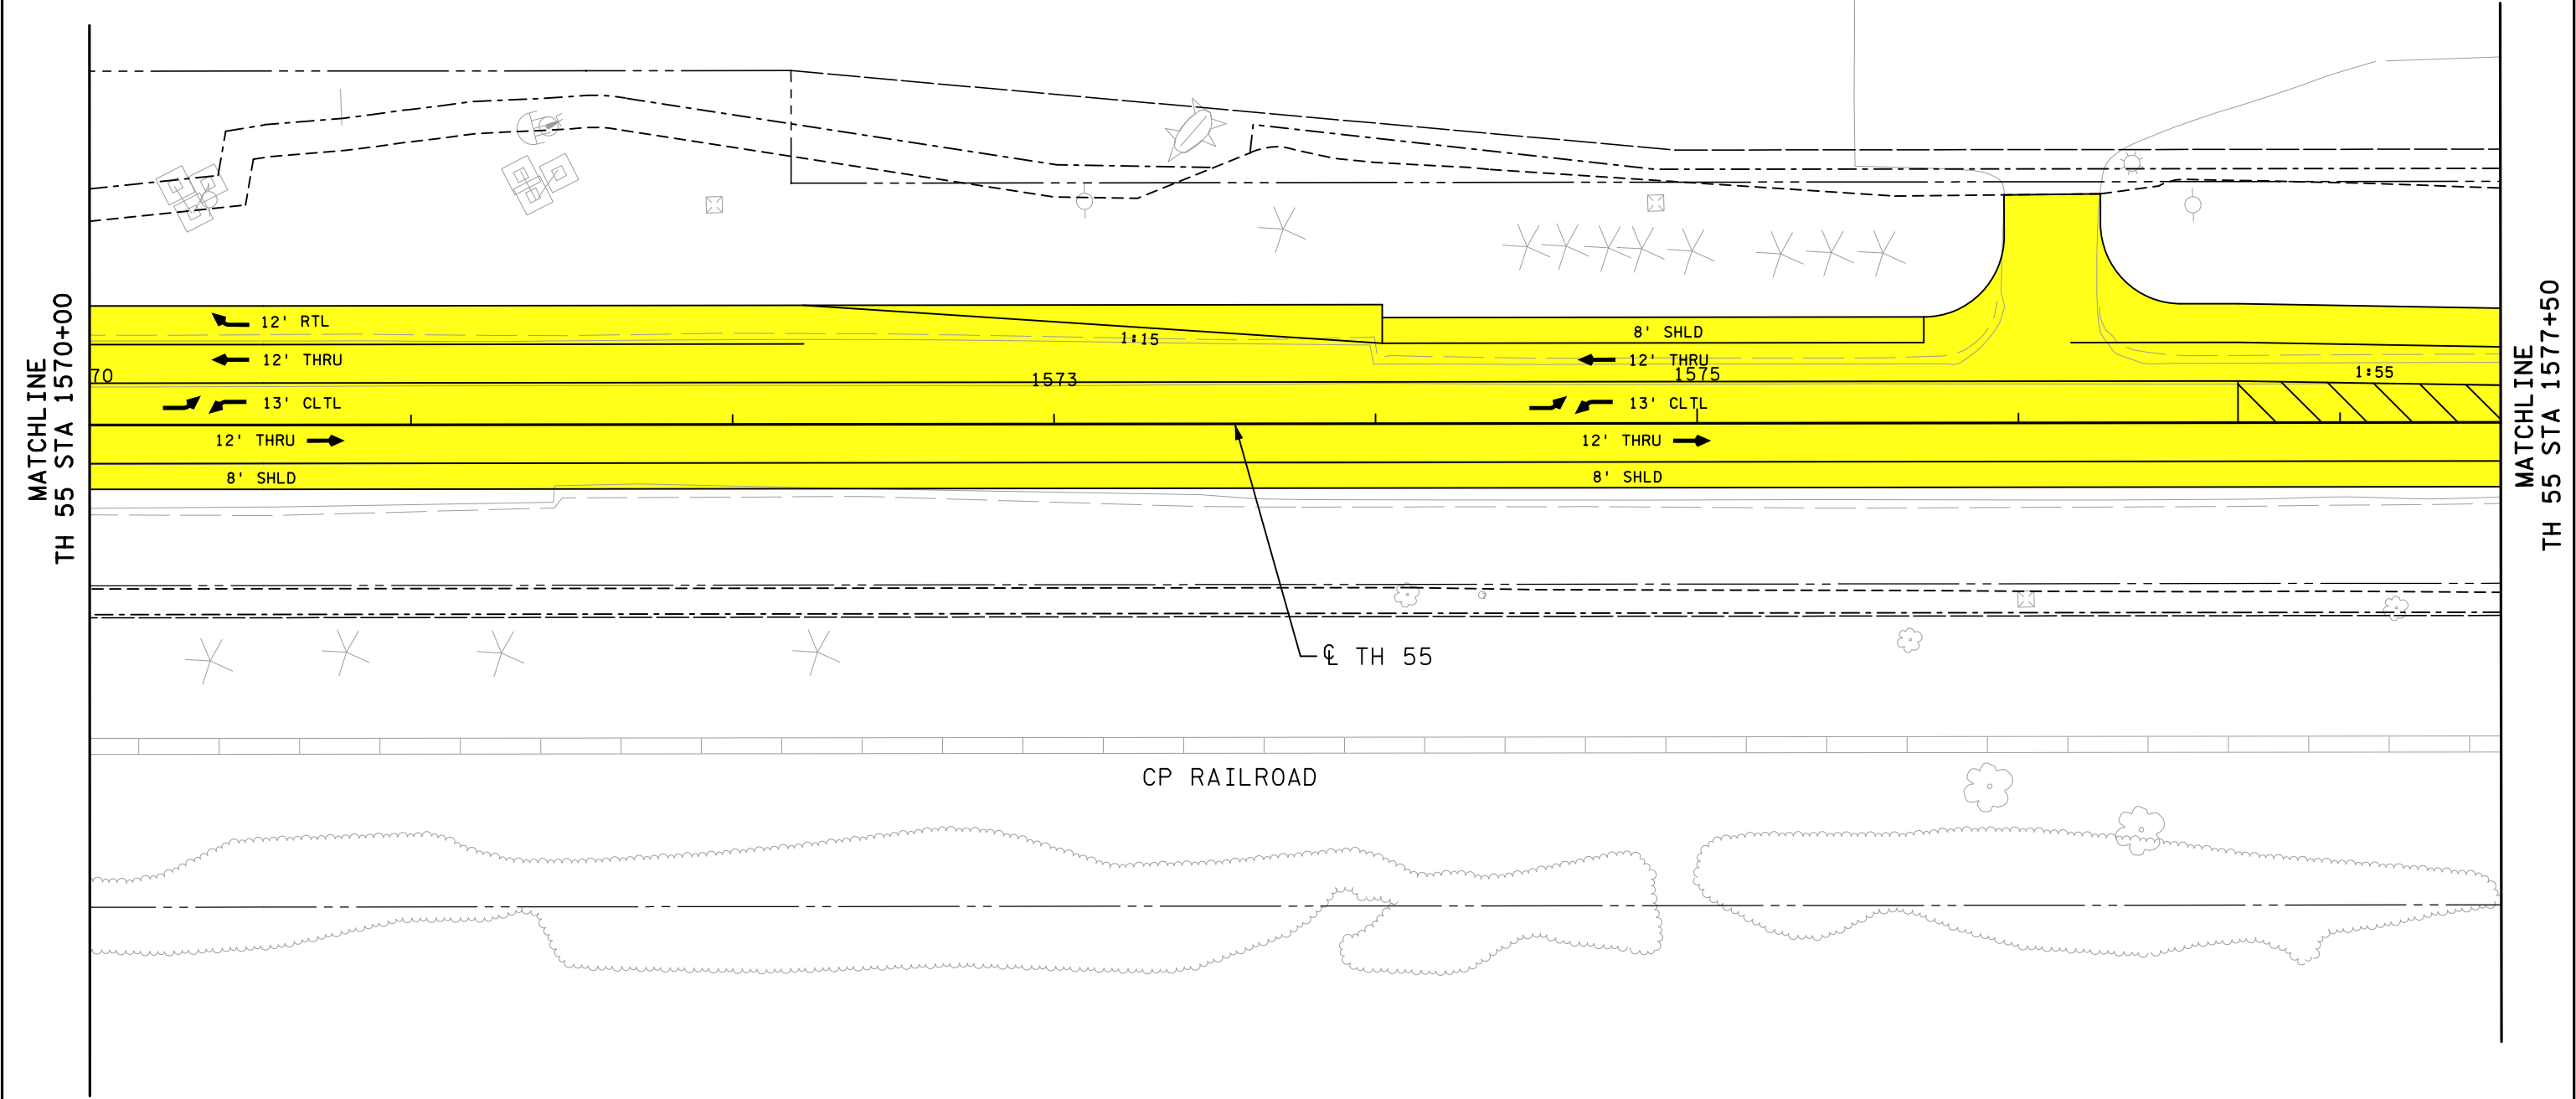 MATCHLINE
TH 55 STA 1570+00
12' RTL
12' THRU
70
13' CLTL
12' THRU
8' SHLD
1:15
1573
8' SHLD
12' THRU
1575
13' CLTL
12' THRU
8' SHLD
1:55
℄ TH 55
CP RAILROAD
MATCHLINE
TH 55 STA 1577+50